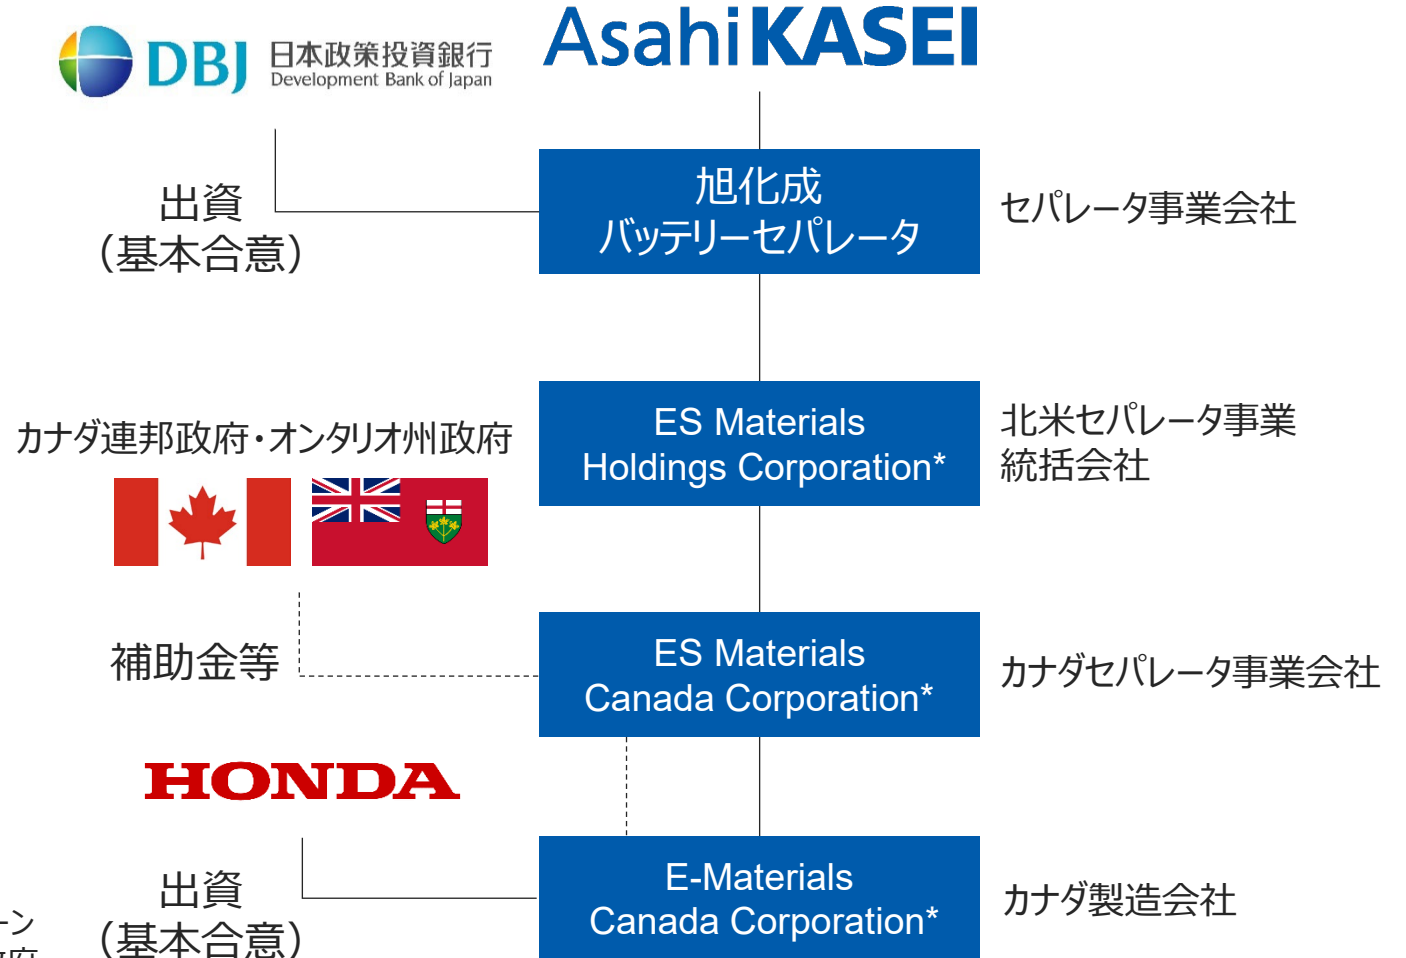 DBJ 日本政策投資銀行
Development Bank of Japan
AsahiKASEI
出資
(基本合意)
旭化成
バッテリーセパレータ
セパレータ事業会社
カナダ連邦政府・オンタリオ州政府
ES Materials
Holdings Corporation*
北米セパレータ事業
統括会社
補助金等
ES Materials
Canada Corporation*
カナダセパレータ事業会社
HONDA
出資
(基本合意)
E-Materials
Canada Corporation*
カナダ製造会社
ーン